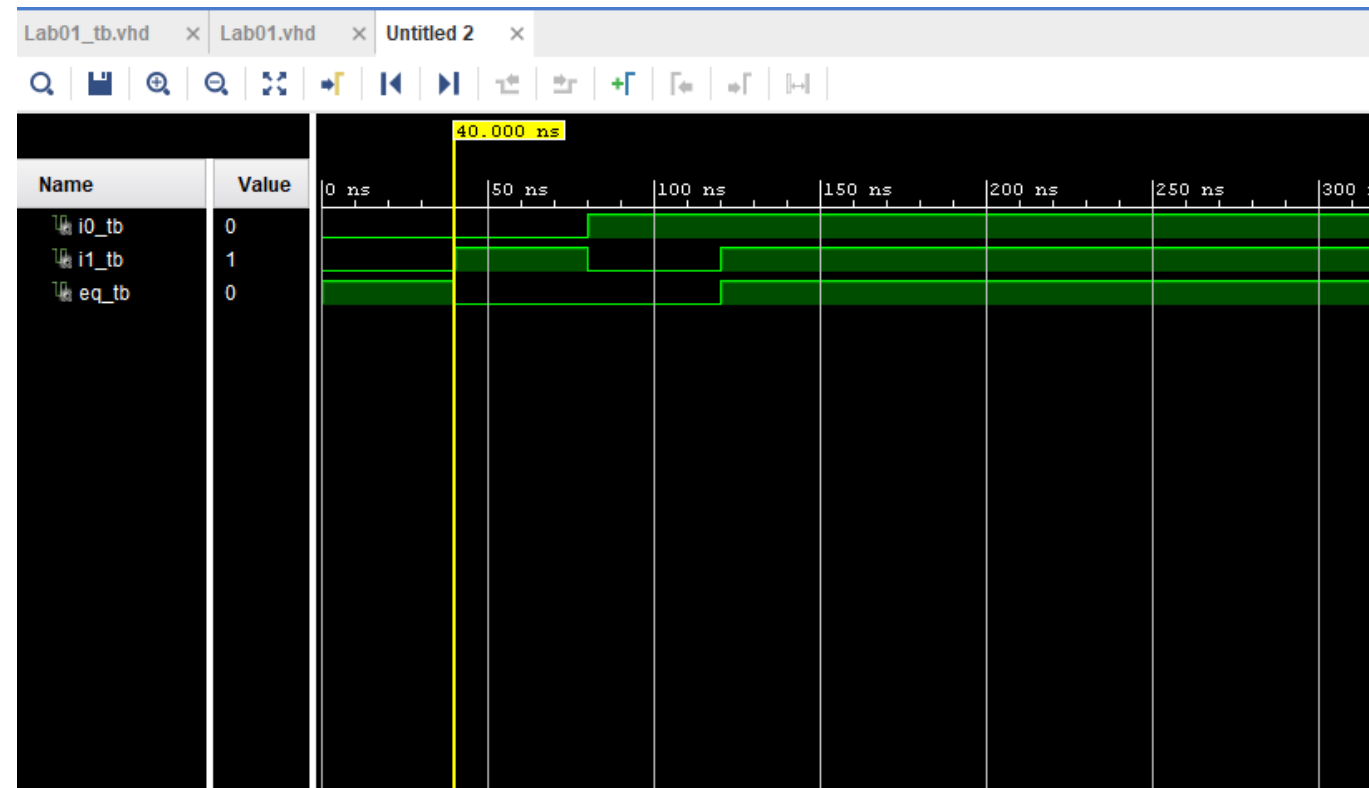 Lab01_tb.vhd Lab01.vhd Untitled 2
40.000 ns
Name Value 0 ns 50 ns 100 ns 150 ns 200 ns 250 ns 300
i0_tb 0
i1_tb 1
eq_tb 0